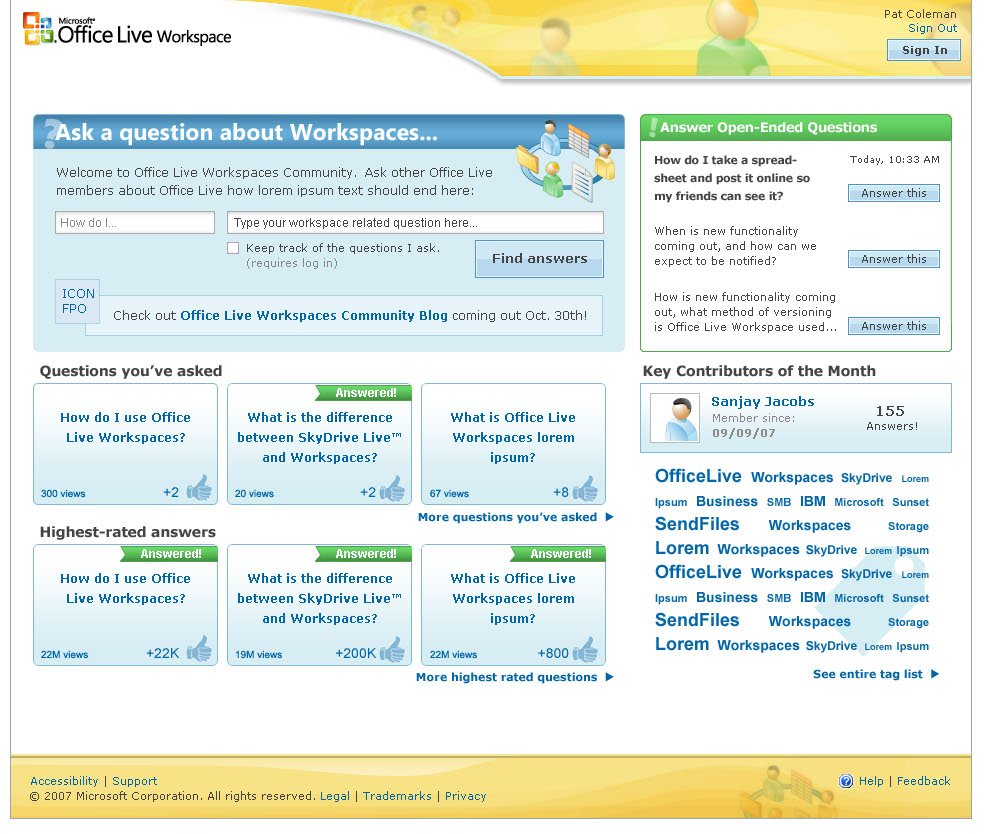 Microsoft®
Office Live Workspace
Pat Coleman
Sign Out
Sign In
? Ask a question about Workspaces...
Welcome to Office Live Workspaces Community. Ask other Office Live
members about Office Live how lorem ipsum text should end here:
How do I...
Type your workspace related question here...
Keep track of the questions I ask.
(requires log in)
Find answers
ICON
FPO
Check out Office Live Workspaces Community Blog coming out Oct. 30th!
! Answer Open-Ended Questions
How do I take a spread-
sheet and post it online so
my friends can see it?
Today, 10:33 AM
Answer this
When is new functionality
coming out, and how can we
expect to be notified?
Answer this
How is new functionality coming
out, what method of versioning
is Office Live Workspace used...
Answer this
Questions you've asked
How do I use Office
Live Workspaces?
300 views +2
Answered!
What is the difference
between SkyDrive Live™
and Workspaces?
20 views +2
What is Office Live
Workspaces lorem
ipsum?
67 views +8
More questions you've asked
Highest-rated answers
Answered!
How do I use Office
Live Workspaces?
22M views +22K
Answered!
What is the difference
between SkyDrive Live™
and Workspaces?
19M views +200K
Answered!
What is Office Live
Workspaces lorem
ipsum?
22M views +800
More highest rated questions
Key Contributors of the Month
Sanjay Jacobs
Member since:
09/09/07
155
Answers!
OfficeLive Workspaces SkyDrive Lorem
Ipsum Business SMB IBM Microsoft Sunset
SendFiles Workspaces Storage
Lorem Workspaces SkyDrive Lorem Ipsum
OfficeLive Workspaces SkyDrive Lorem
Ipsum Business SMB IBM Microsoft Sunset
SendFiles Workspaces Storage
Lorem Workspaces SkyDrive Lorem Ipsum
See entire tag list
Accessibility | Support
© 2007 Microsoft Corporation. All rights reserved. Legal | Trademarks | Privacy
? Help | Feedback